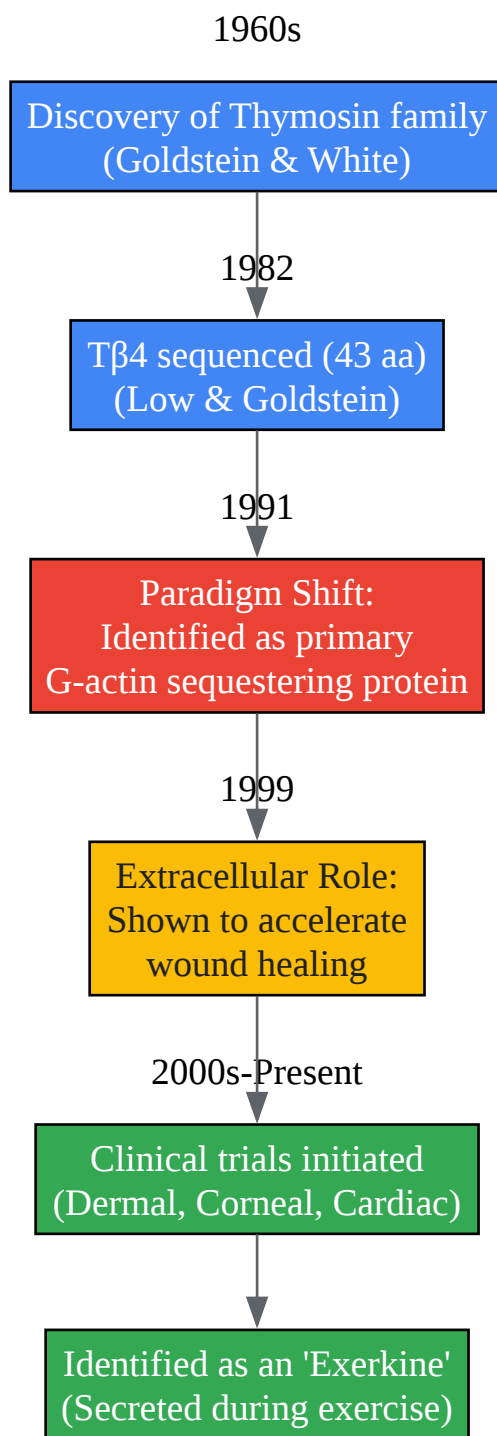 1960s
Discovery of Thymosin family
(Goldstein & White)
1982
Tβ4 sequenced (43 aa)
(Low & Goldstein)
1991
Paradigm Shift:
Identified as primary
G-actin sequestering protein
1999
Extracellular Role:
Shown to accelerate
wound healing
2000s-Present
Clinical trials initiated
(Dermal, Corneal, Cardiac)
Identified as an 'Exerkine'
(Secreted during exercise)